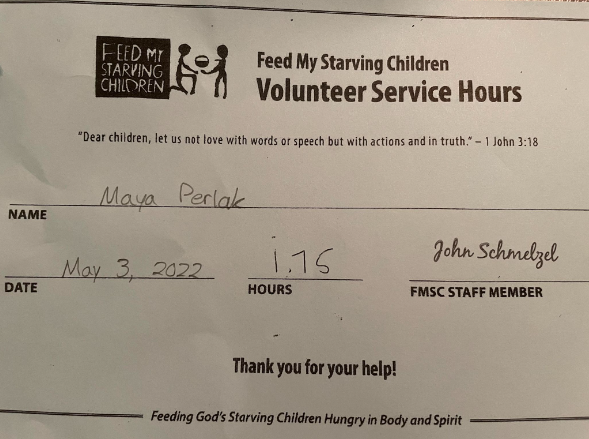 FEED MY
STARVING
CHILDREN
Feed My Starving Children
Volunteer Service Hours
"Dear children, let us not love with words or speech but with actions and in truth." – 1 John 3:18
Maya Perlak
NAME
May 3, 2022 1.75 John Schmelzel
DATE HOURS FMSC STAFF MEMBER
Thank you for your help!
Feeding God's Starving Children Hungry in Body and Spirit